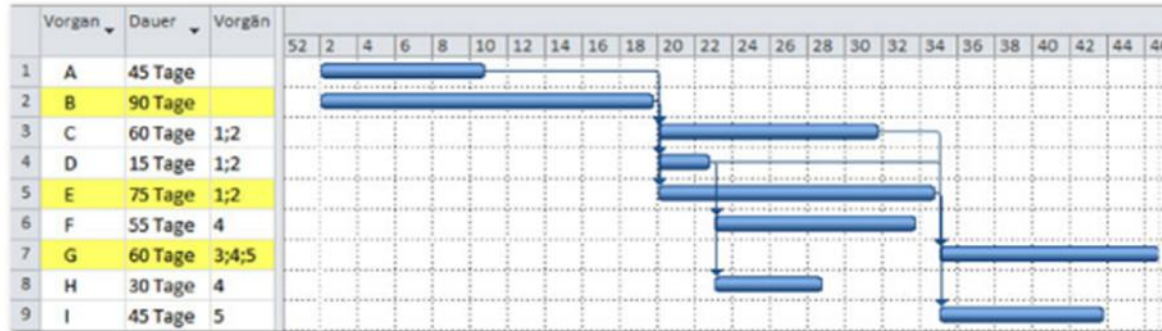 Vorgan Dauer Vorgän
52 2 4 6 8 10 12 14 16 18 20 22 24 26 28 30 32 34 36 38 40 42 44
1 A 45 Tage
2 B 90 Tage
3 C 60 Tage 1;2
4 D 15 Tage 1;2
5 E 75 Tage 1;2
6 F 55 Tage 4
7 G 60 Tage 3;4;5
8 H 30 Tage 4
9 I 45 Tage 5